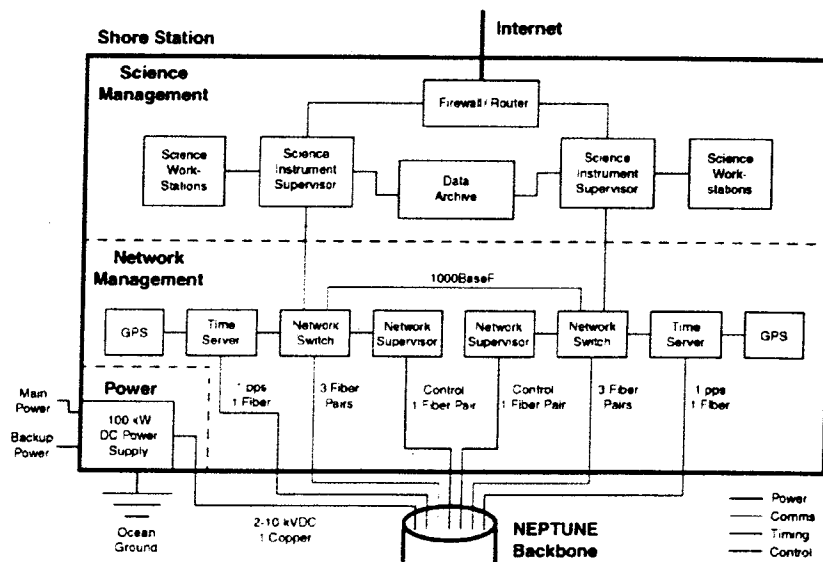 Internet
Shore Station
Science
Management
Firewall / Router
Science
Work-
Stations
Science
Instrument
Supervisor
Data
Archive
Science
Instrument
Supervisor
Science
Work-
stations
Network
Management
1000BaseF
GPS
Time
Server
Network
Switch
Network
Supervisor
Network
Supervisor
Network
Switch
Time
Server
GPS
Power
Main
Power
Backup
Power
100 kW
DC Power
Supply
1 pps
1 Fiber
3 Fiber
Pairs
Control
1 Fiber Pair
Control
1 Fiber Pair
3 Fiber
Pairs
1 pps
1 Fiber
Ocean
Ground
2-10 kVDC
1 Copper
NEPTUNE
Backbone
Power
Comms
Timing
Control